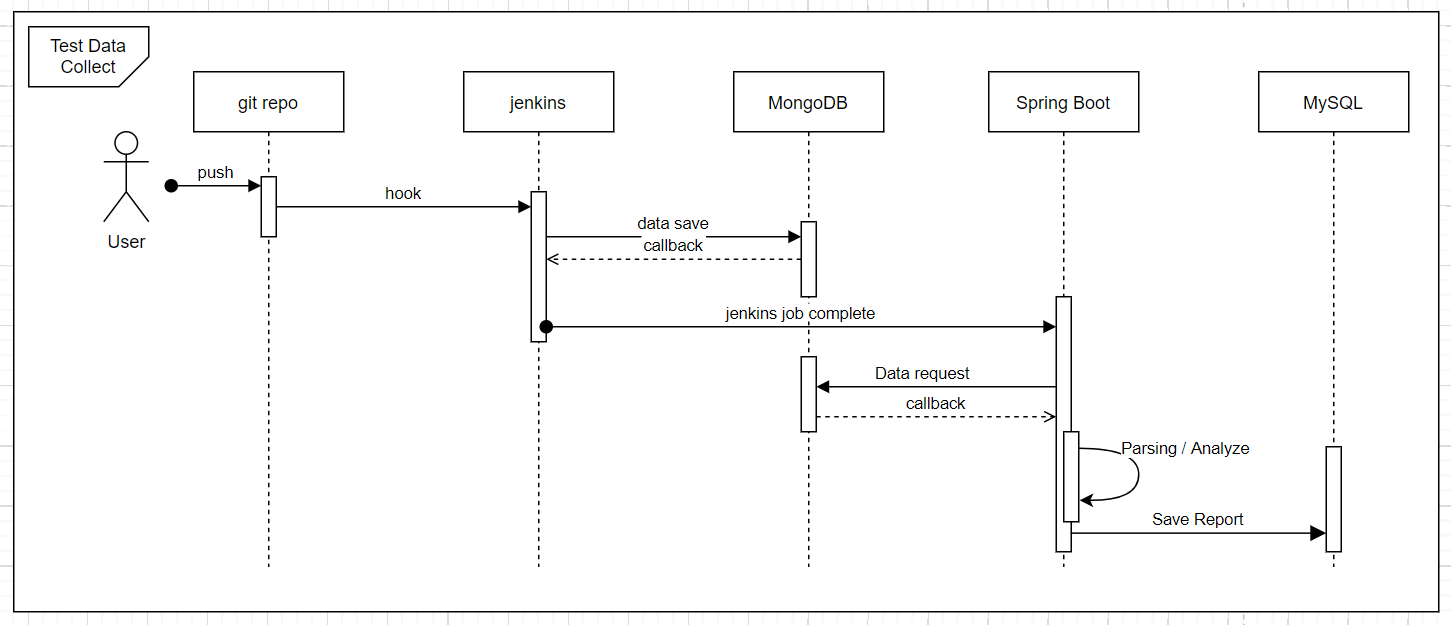 Test Data
Collect
git repo
jenkins
MongoDB
Spring Boot
MySQL
User
push
hook
data save
callback
jenkins job complete
Data request
callback
Parsing / Analyze
Save Report